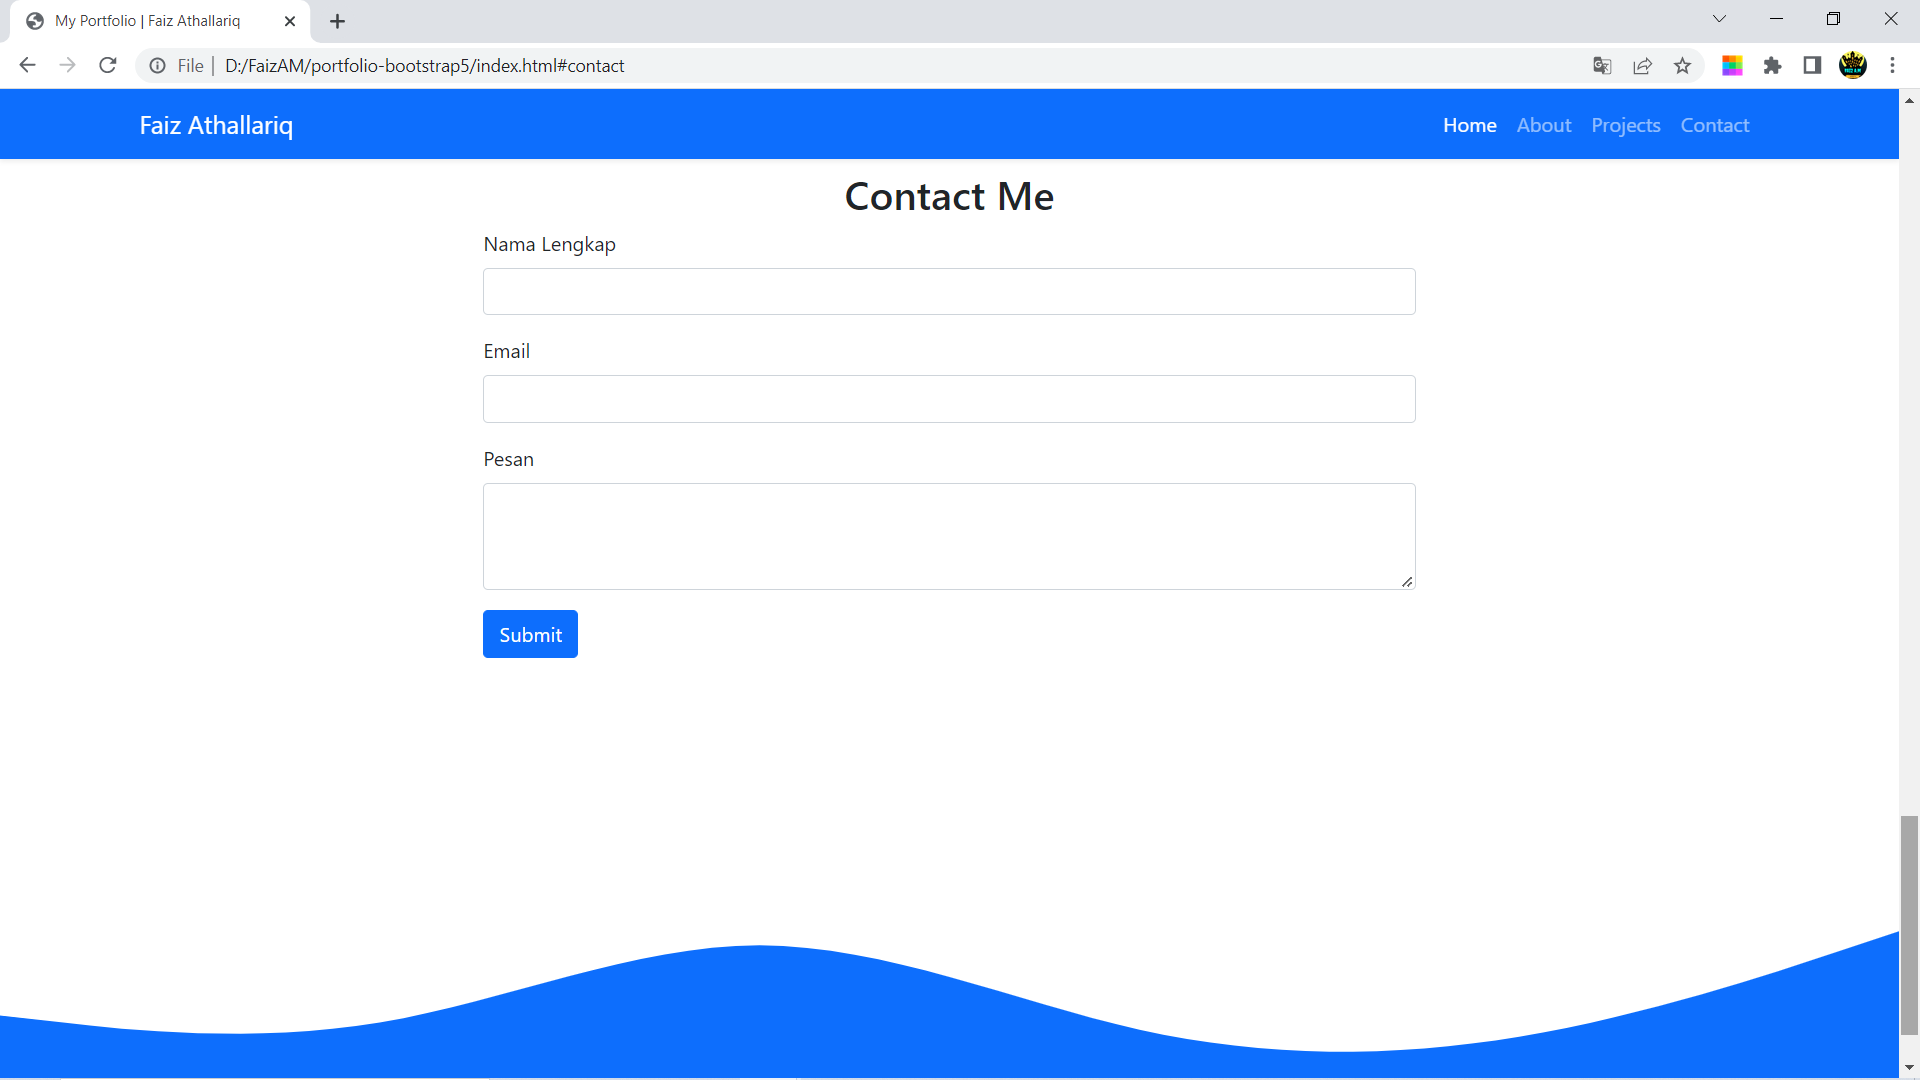 My Portfolio | Faiz Athallariq
File | D:/FaizAM/portfolio-bootstrap5/index.html#contact
Faiz Athallariq
Home About Projects Contact
Contact Me
Nama Lengkap
Email
Pesan
Submit